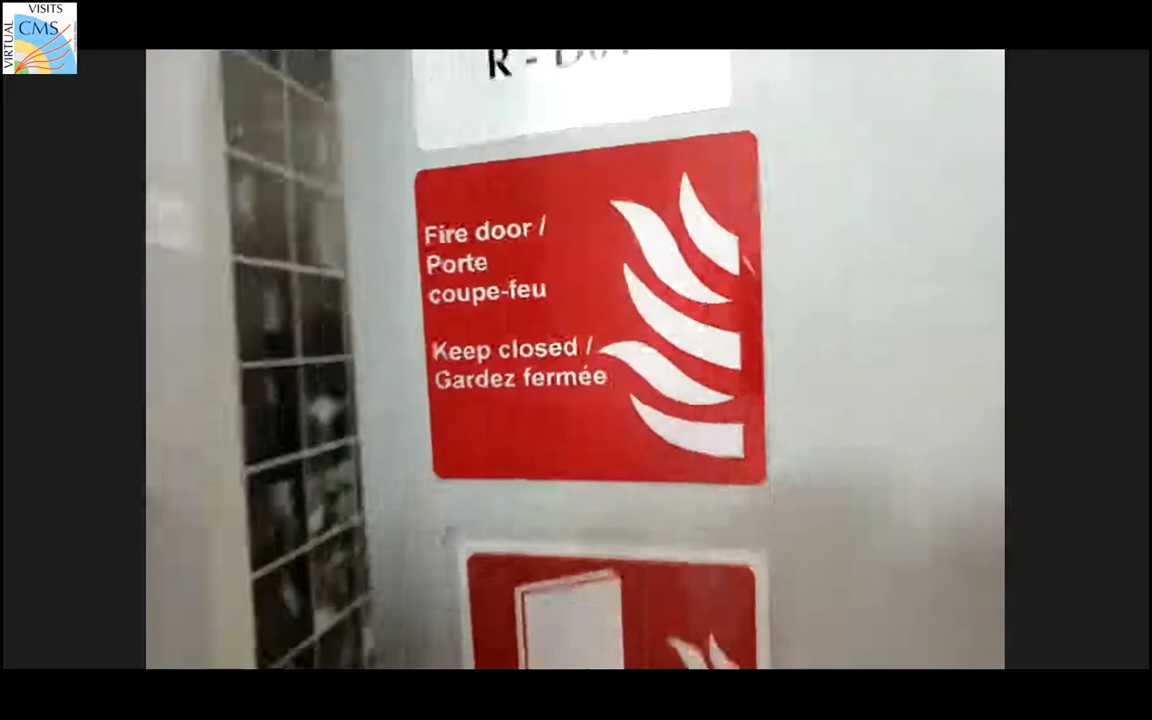 VISITS
CMS
VIRTUAL
Fire door /
Porte
coupe-feu
Keep closed /
Gardez fermée